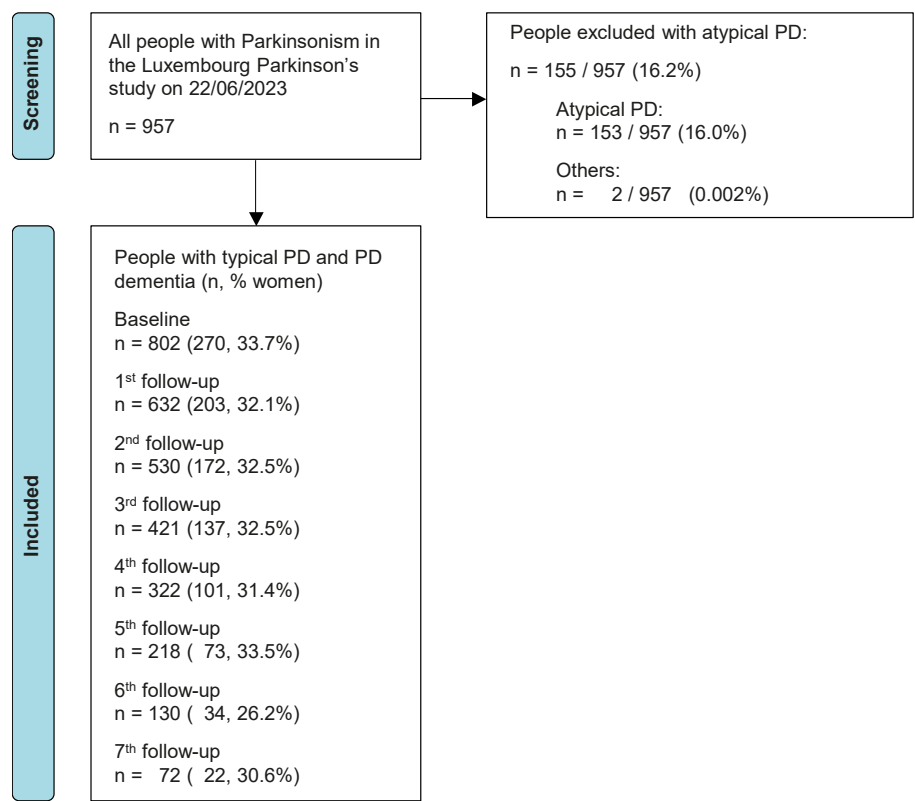 Screening
All people with Parkinsonism in
the Luxembourg Parkinson's
study on 22/06/2023
n = 957
People excluded with atypical PD:
n = 155 / 957 (16.2%)
Atypical PD:
n = 153 / 957 (16.0%)
Others:
n = 2 / 957 (0.002%)
Included
People with typical PD and PD
dementia (n, % women)
Baseline
n = 802 (270, 33.7%)
1st follow-up
n = 632 (203, 32.1%)
2nd follow-up
n = 530 (172, 32.5%)
3rd follow-up
n = 421 (137, 32.5%)
4th follow-up
n = 322 (101, 31.4%)
5th follow-up
n = 218 ( 73, 33.5%)
6th follow-up
n = 130 ( 34, 26.2%)
7th follow-up
n = 72 ( 22, 30.6%)